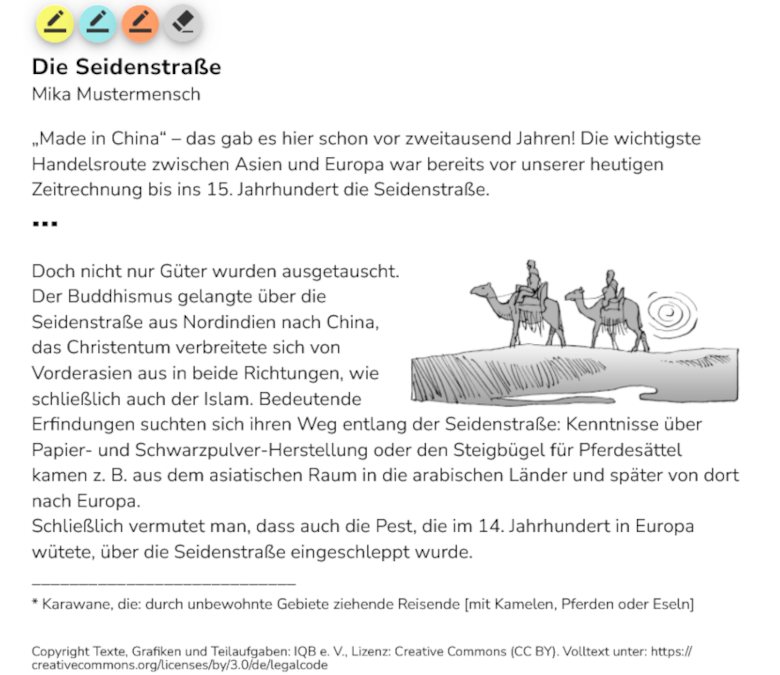 Die Seidenstraße
Mika Mustermensch
„Made in China“ – das gab es hier schon vor zweitausend Jahren! Die wichtigste
Handelsroute zwischen Asien und Europa war bereits vor unserer heutigen
Zeitrechnung bis ins 15. Jahrhundert die Seidenstraße.
...
Doch nicht nur Güter wurden ausgetauscht.
Der Buddhismus gelangte über die
Seidenstraße aus Nordindien nach China,
das Christentum verbreitete sich von
Vorderasien aus in beide Richtungen, wie
schließlich auch der Islam. Bedeutende
Erfindungen suchten sich ihren Weg entlang der Seidenstraße: Kenntnisse über
Papier- und Schwarzpulver-Herstellung oder den Steigbügel für Pferdesättel
kamen z. B. aus dem asiatischen Raum in die arabischen Länder und später von dort
nach Europa.
Schließlich vermutet man, dass auch die Pest, die im 14. Jahrhundert in Europa
wütete, über die Seidenstraße eingeschleppt wurde.
* Karawane, die: durch unbewohnte Gebiete ziehende Reisende [mit Kamelen, Pferden oder Eseln]
Copyright Texte, Grafiken und Teilaufgaben: IQB e. V., Lizenz: Creative Commons (CC BY). Volltext unter: https://
creativecommons.org/licenses/by/3.0/de/legalcode